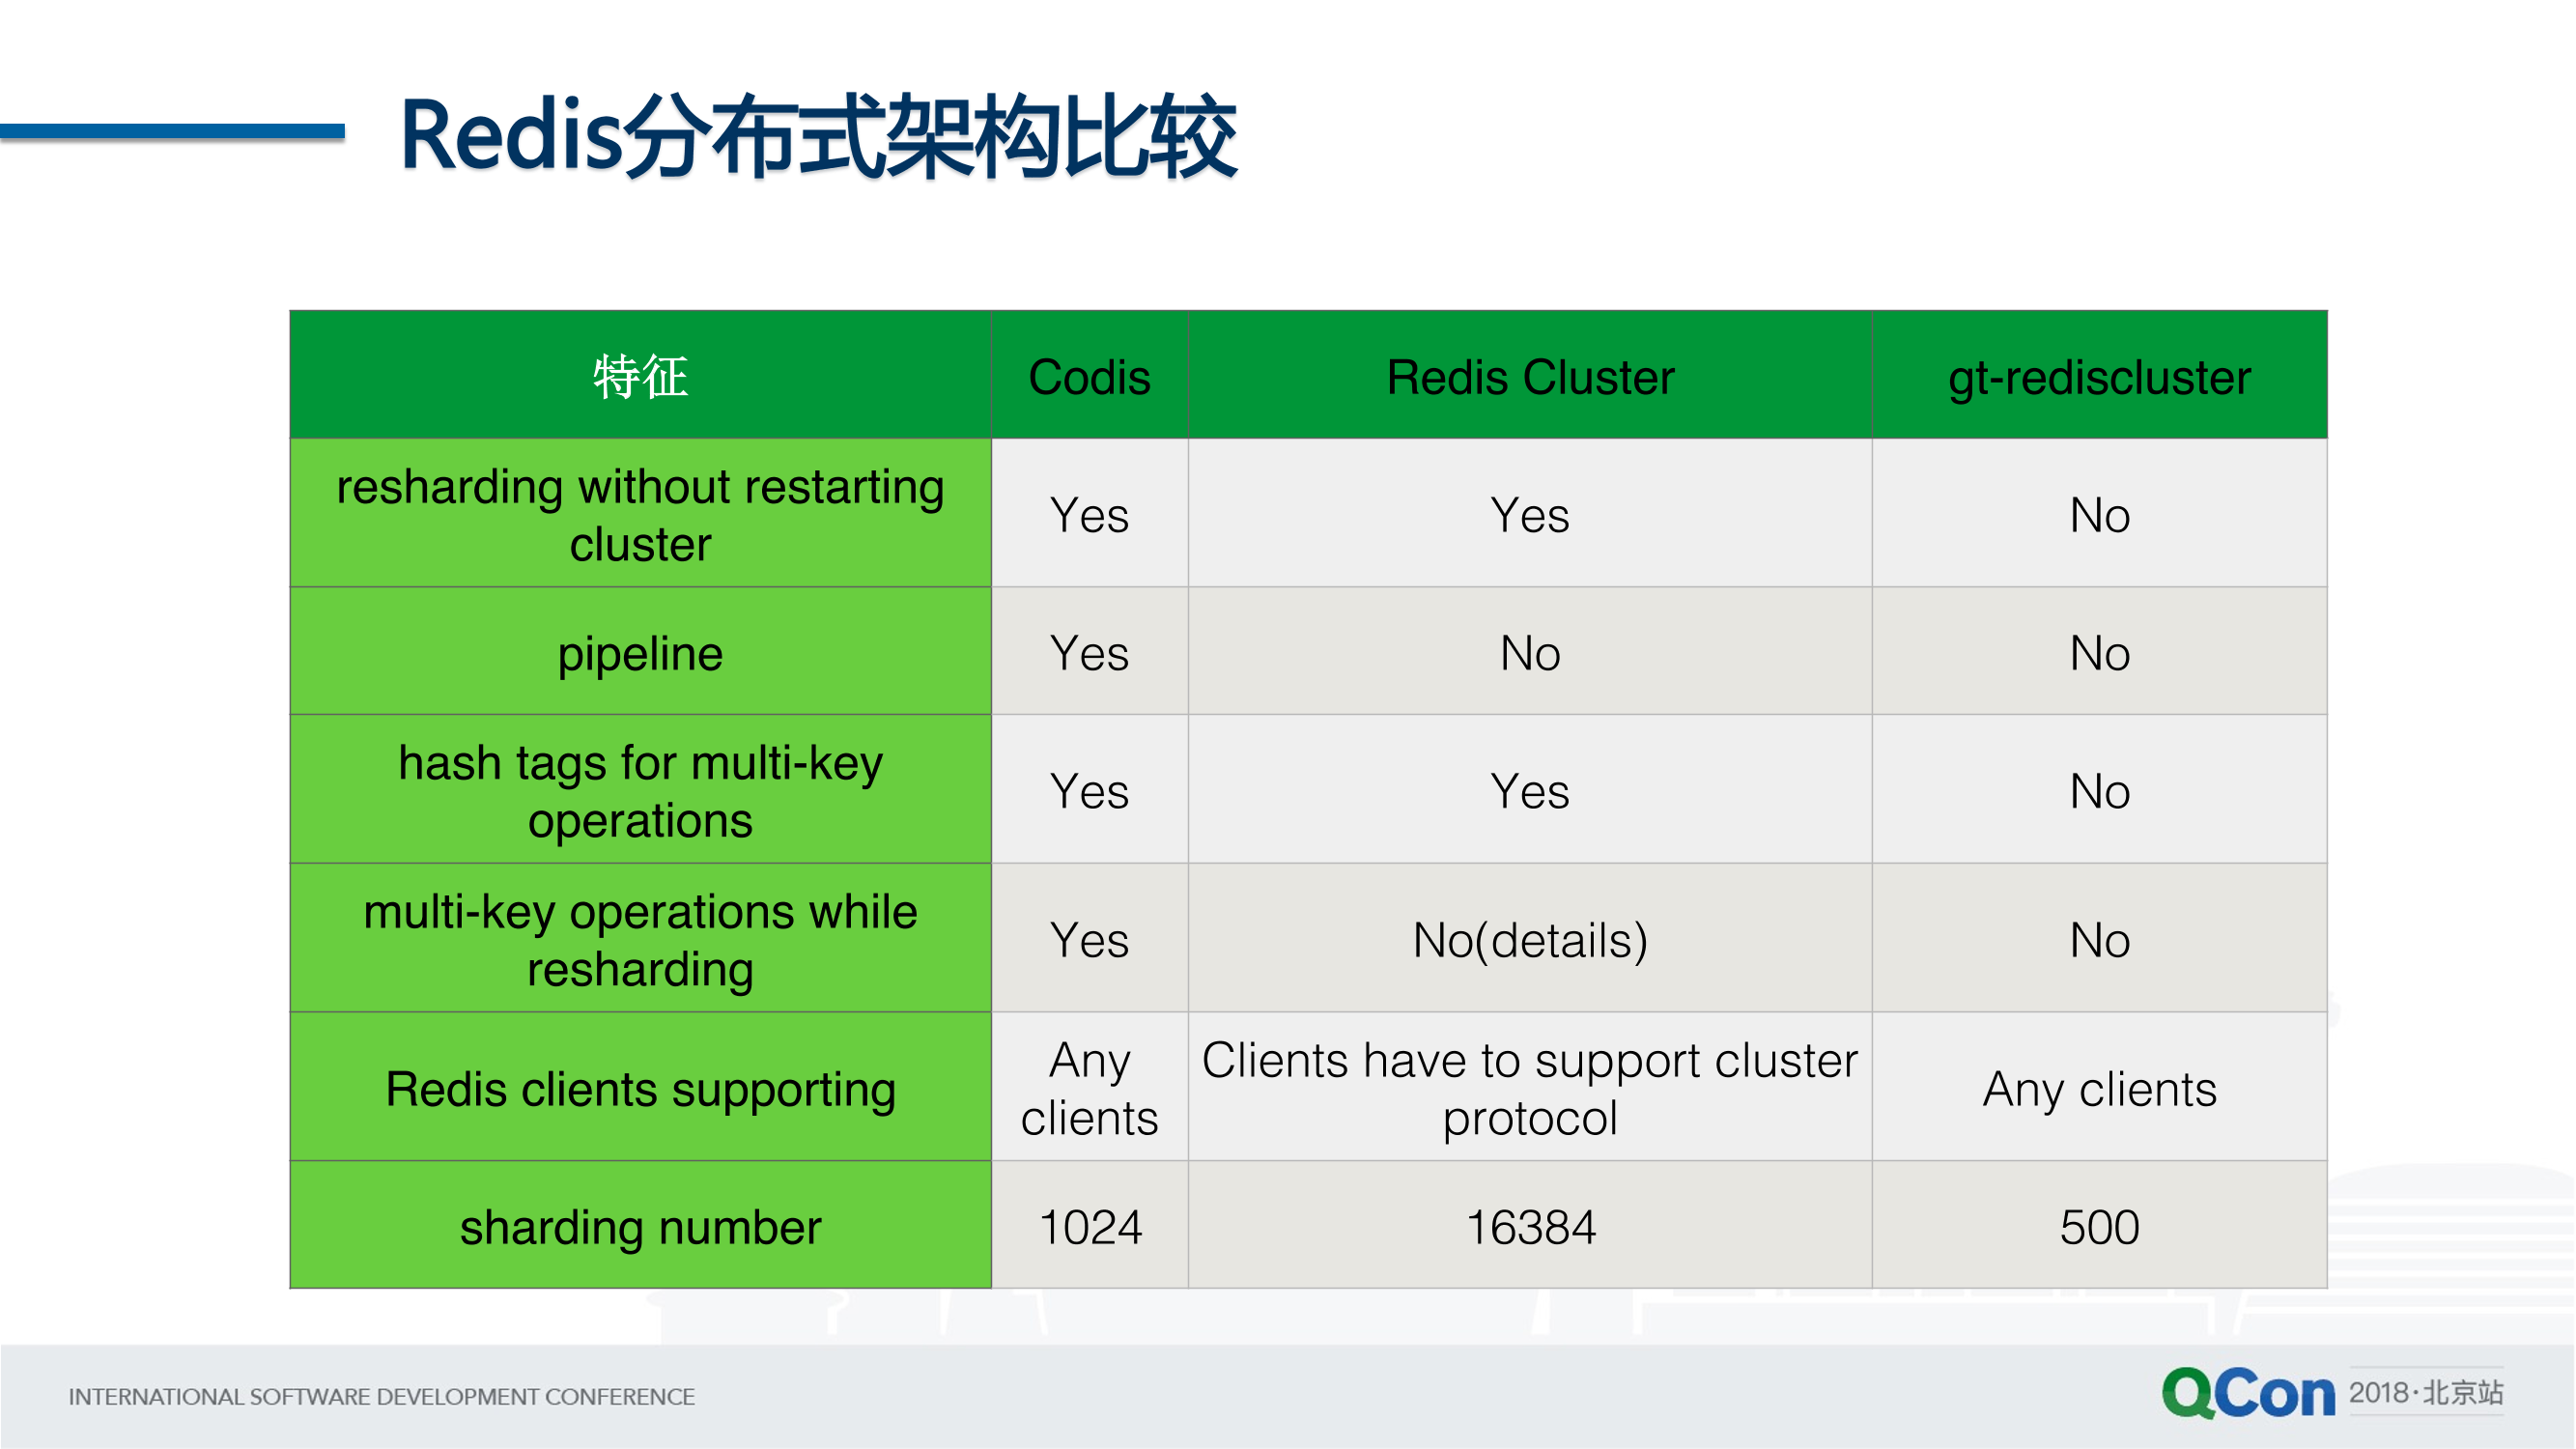 Redis分布式架构比较
特征 Codis Redis Cluster gt-rediscluster
resharding without restarting
cluster
Yes Yes No
pipeline Yes No No
hash tags for multi-key
operations
Yes Yes No
multi-key operations while
resharding
Yes No(details) No
Redis clients supporting
Any
clients
Clients have to support cluster
protocol
Any clients
sharding number 1024 16384 500
INTERNATIONAL SOFTWARE DEVELOPMENT CONFERENCE
QCon 2018·北京站